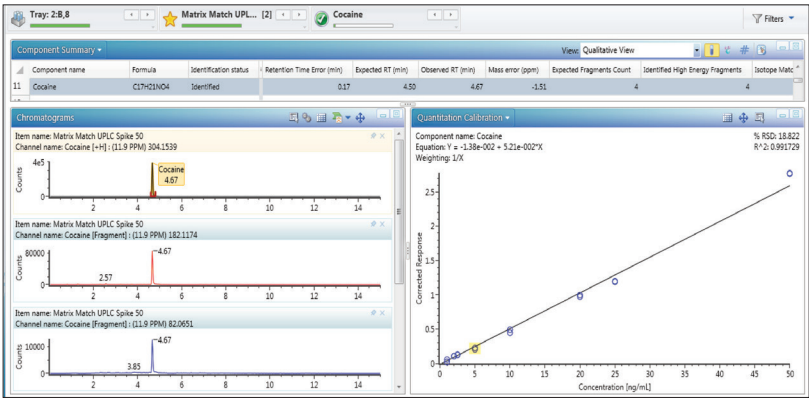 Tray: 2:B,8
Matrix Match UPL... [2]
Cocaine
Filters
Component Summary
View: Qualitative View
Component name Formula Identification status Retention Time Error (min) Expected RT (min) Observed RT (min) Mass error (ppm) Expected Fragments Count Identified High Energy Fragments Isotope Matc
11 Cocaine C17H21NO4 Identified 0.17 4.50 4.67 -1.51 4 4
Chromatograms
Item name: Matrix Match UPLC Spike 50
Channel name: Cocaine [+H] : (11.9 PPM) 304.1539
4e5
Cocaine
4.67
Counts
0
2 4 6 8 10 12 14
Item name: Matrix Match UPLC Spike 50
Channel name: Cocaine [Fragment] : (11.9 PPM) 182.1174
80000
4.67
2.57
Counts
0
2 4 6 8 10 12 14
Item name: Matrix Match UPLC Spike 50
Channel name: Cocaine [Fragment] : (11.9 PPM) 82.0651
10000
4.67
3.85
Counts
0
2 4 6 8 10 12 14
Quantitation Calibration
Component name: Cocaine
Equation: Y = -1.38e-002 + 5.21e-002*X
Weighting: 1/X
% RSD: 18.822
R^2: 0.991729
Corrected Response
2.5
2
1.5
1
0.5
0
0 5 10 15 20 25 30 35 40 45 50
Concentration [ng/mL]